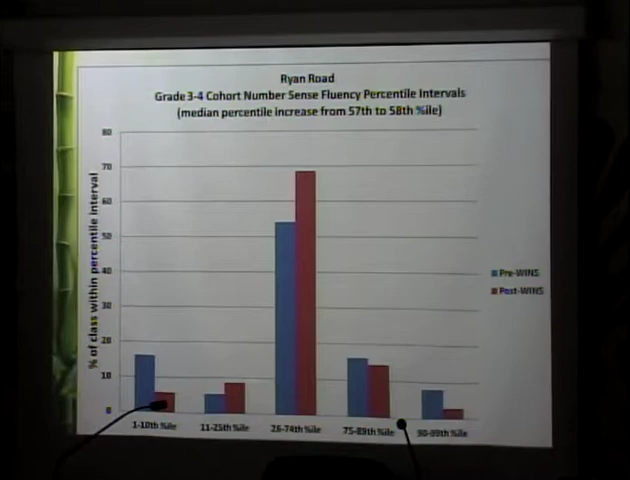 Ryan Road
Grade 3-4 Cohort Number Sense Fluency Percentile Intervals
(median percentile increase from 57th to 58th %ile)
% of class within percentile interval
80
70
60
50
40
30
20
10
0
Pre-WINS
Post-WINS
1-10th %ile
11-25th %ile
26-74th %ile
75-89th %ile
90-99th %ile